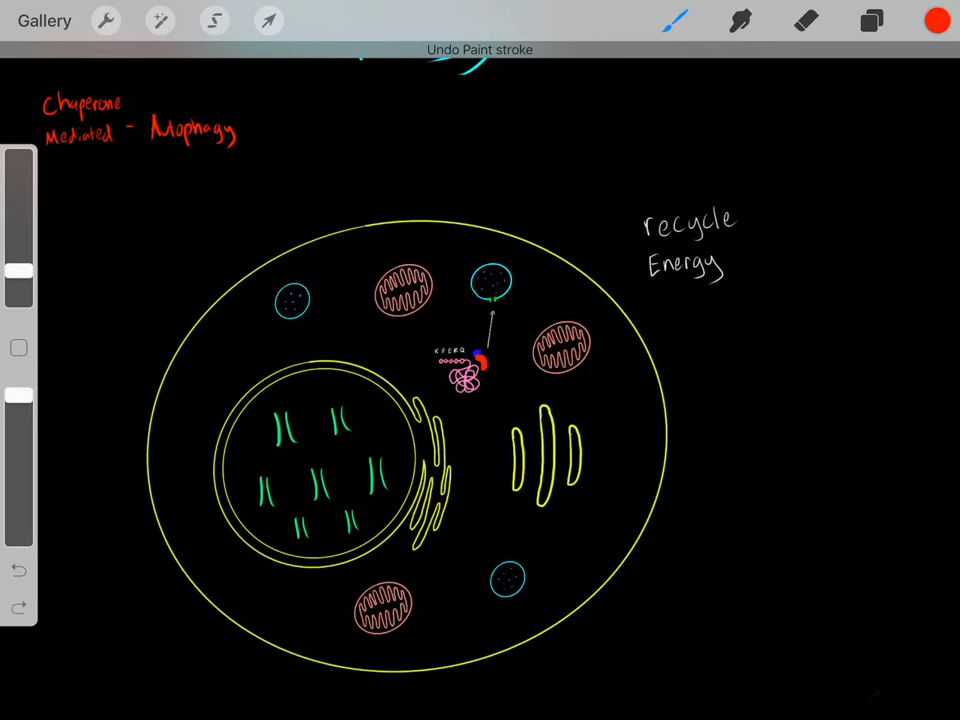 Gallery
Undo Paint stroke
Chaperone
Mediated - Autophagy
recycle
Energy
KFERQ